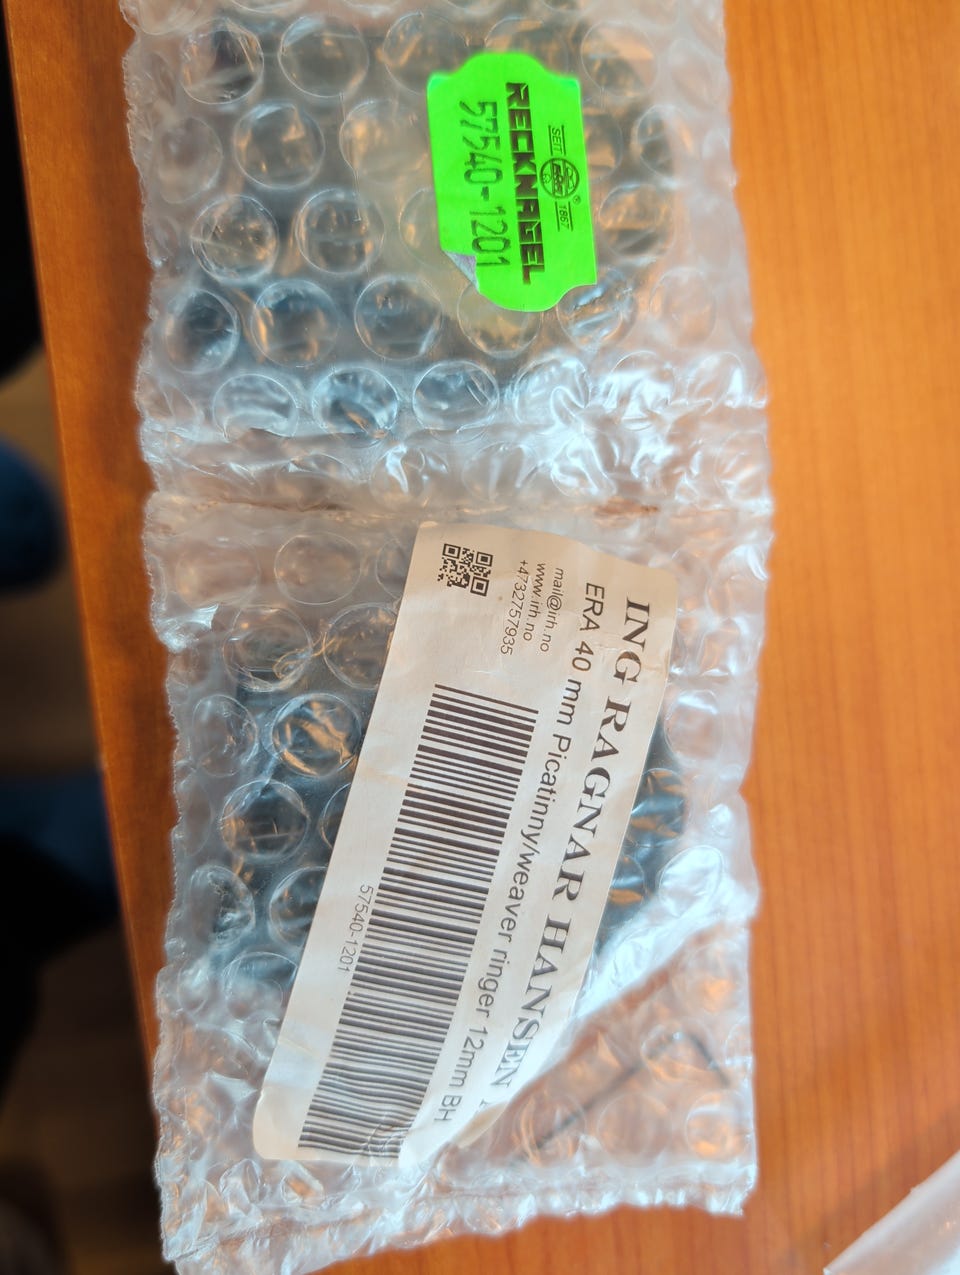 SEIT 1867
RECKNAGEL
57540-1201
ING RAGNAR HANSEN
ERA 40 mm Picatinny/weaver ringer 12mm BH
mail@irh.no
www.irh.no
+4732757935
57540-1201